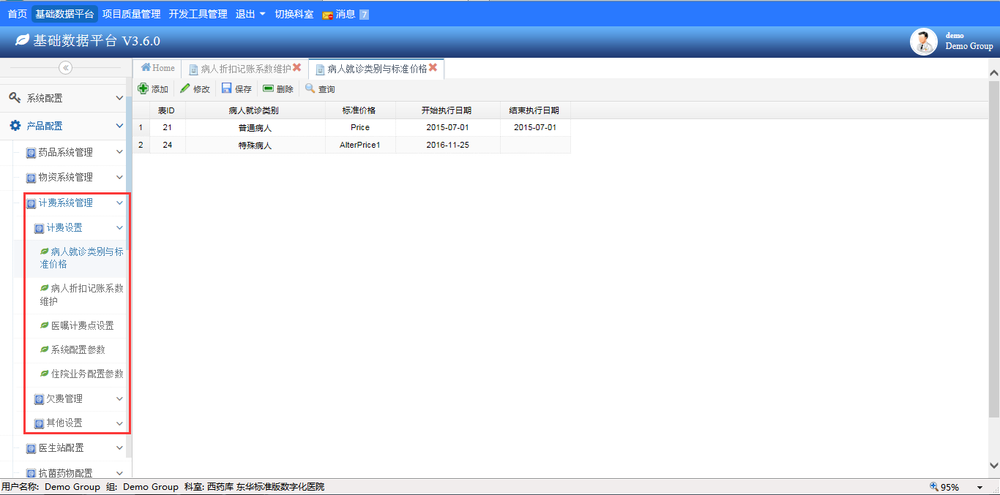 首页 基础数据平台 项目质量管理 开发工具管理 退出 切换科室 消息 7
基础数据平台 V3.6.0
demo
Demo Group
系统配置
产品配置
药品系统管理
物资系统管理
计费系统管理
计费设置
病人就诊类别与标
准价格
病人折扣记账系数
维护
医嘱计费点设置
系统配置参数
住院业务配置参数
欠费管理
其他设置
医生站配置
抗菌药物配置
Home 病人折扣记账系数维护 病人就诊类别与标准价格
添加 修改 保存 删除 查询
表ID 病人就诊类别 标准价格 开始执行日期 结束执行日期
1 21 普通病人 Price 2015-07-01 2015-07-01
2 24 特殊病人 AlterPrice1 2016-11-25
用户名称: Demo Group 组: Demo Group 科室: 西药库 东华标准版数字化医院
95%